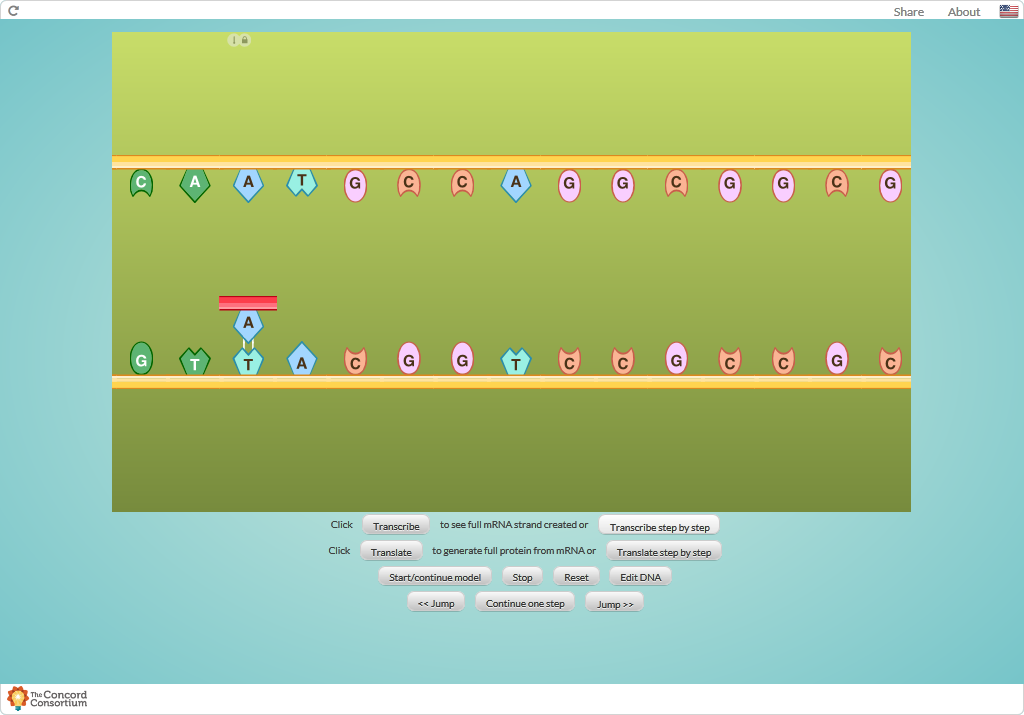 Share About
C A A T G C C A G G C G G C G
A
G T T A C G G T C C G C C G C
Click Transcribe to see full mRNA strand created or Transcribe step by step
Click Translate to generate full protein from mRNA or Translate step by step
Start/continue model Stop Reset Edit DNA
<< Jump Continue one step Jump >>
The Concord
Consortium